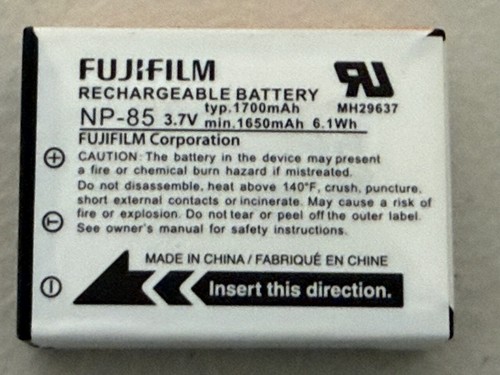 FUJIFILM
RECHARGEABLE BATTERY
MH29637
NP-85 3.7V typ.1700mAh min.1650mAh 6.1Wh
FUJIFILM Corporation
CAUTION: The battery in the device may present
a fire or chemical burn hazard if mistreated.
Do not disassemble, heat above 140°F, crush, puncture,
short external contacts or incinerate. May cause a risk of
fire or explosion. Do not tear or peel off the outer label.
See owner's manual for safety instructions.
MADE IN CHINA / FABRIQUÉ EN CHINE
Insert this direction.